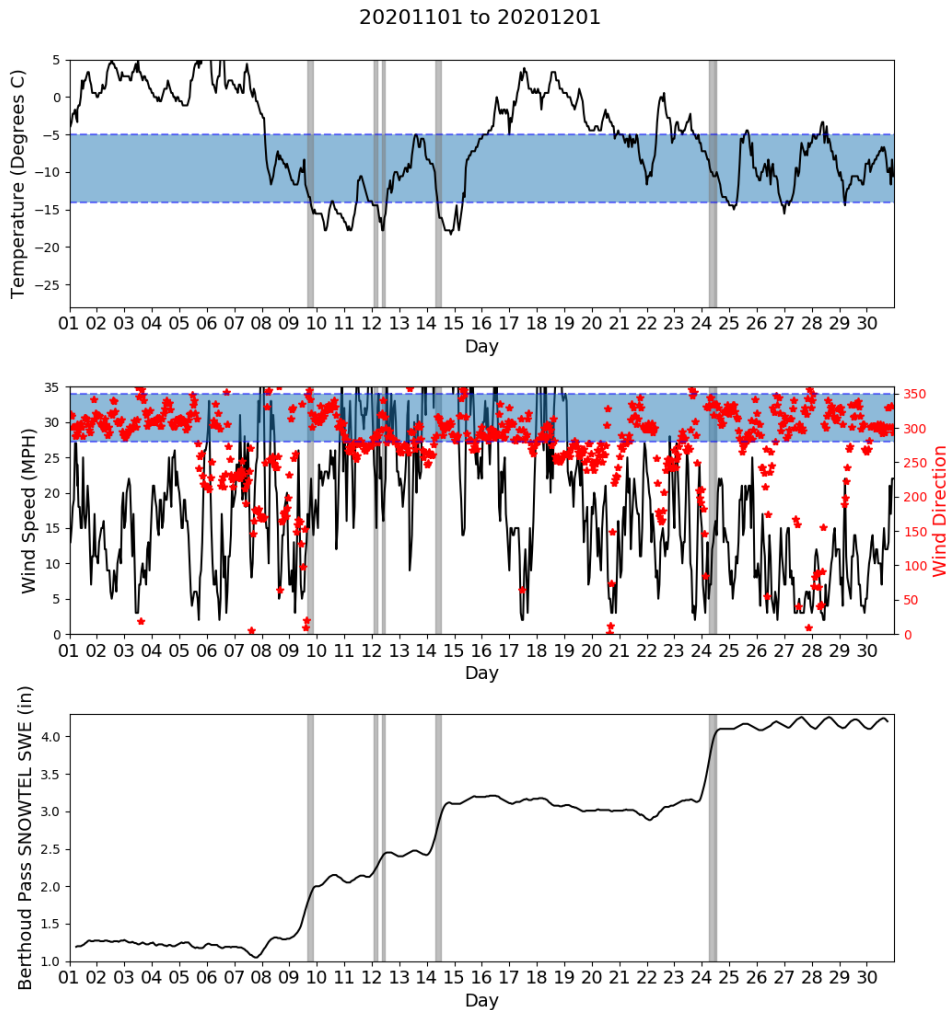 20201101 to 20201201
Temperature (Degrees C)
5
0
−5
−10
−15
−20
−25
01 02 03 04 05 06 07 08 09 10 11 12 13 14 15 16 17 18 19 20 21 22 23 24 25 26 27 28 29 30
Day
Wind Speed (MPH)
35
30
25
20
15
10
5
0
350
300
250
200
150
100
50
0
Wind Direction
01 02 03 04 05 06 07 08 09 10 11 12 13 14 15 16 17 18 19 20 21 22 23 24 25 26 27 28 29 30
Day
Berthoud Pass SNOWTEL SWE (in)
4.0
3.5
3.0
2.5
2.0
1.5
1.0
01 02 03 04 05 06 07 08 09 10 11 12 13 14 15 16 17 18 19 20 21 22 23 24 25 26 27 28 29 30
Day